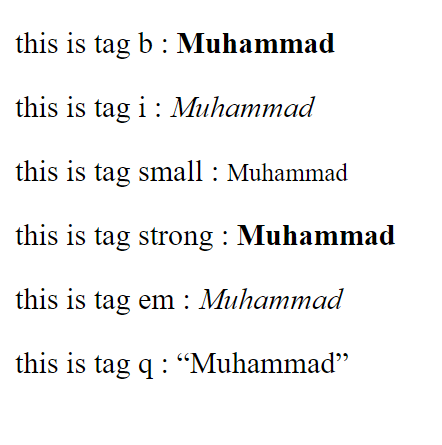 this is tag b : Muhammad
this is tag i : Muhammad
this is tag small : Muhammad
this is tag strong : Muhammad
this is tag em : Muhammad
this is tag q : “Muhammad”